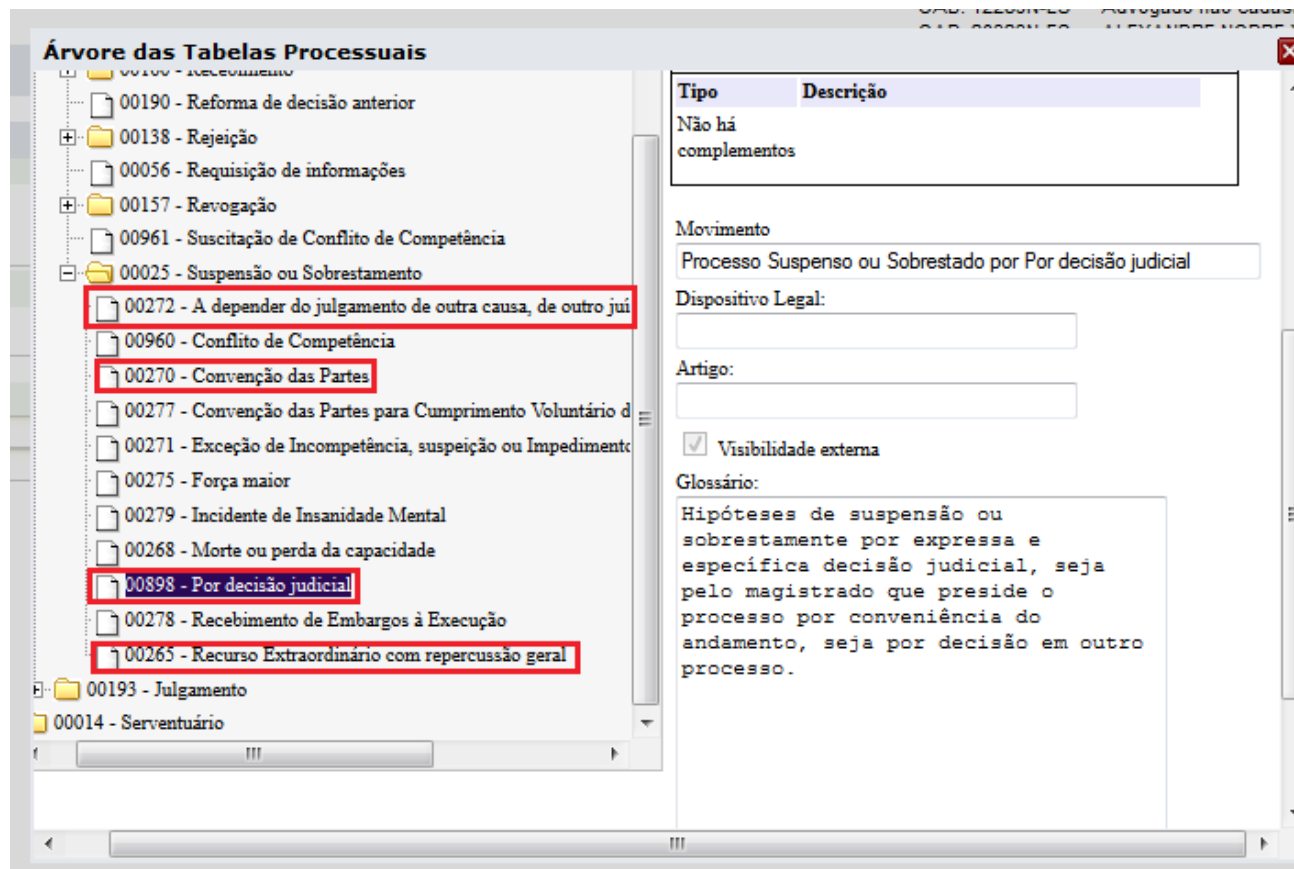 Árvore das Tabelas Processuais
00190 - Reforma de decisão anterior
00138 - Rejeição
00056 - Requisição de informações
00157 - Revogação
00961 - Suscitação de Conflito de Competência
00025 - Suspensão ou Sobrestamento
00272 - A depender do julgamento de outra causa, de outro juí
00960 - Conflito de Competência
00270 - Convenção das Partes
00277 - Convenção das Partes para Cumprimento Voluntário d
00271 - Exceção de Incompetência, suspeição ou Impedimento
00275 - Força maior
00279 - Incidente de Insanidade Mental
00268 - Morte ou perda da capacidade
00898 - Por decisão judicial
00278 - Recebimento de Embargos à Execução
00265 - Recurso Extraordinário com repercussão geral
00193 - Julgamento
00014 - Serventuário
Tipo Descrição
Não há
complementos
Movimento
Processo Suspenso ou Sobrestado por Por decisão judicial
Dispositivo Legal:
Artigo:
Visibilidade externa
Glossário:
Hipóteses de suspensão ou
sobrestamente por expressa e
específica decisão judicial, seja
pelo magistrado que preside o
processo por conveniência do
andamento, seja por decisão em outro
processo.